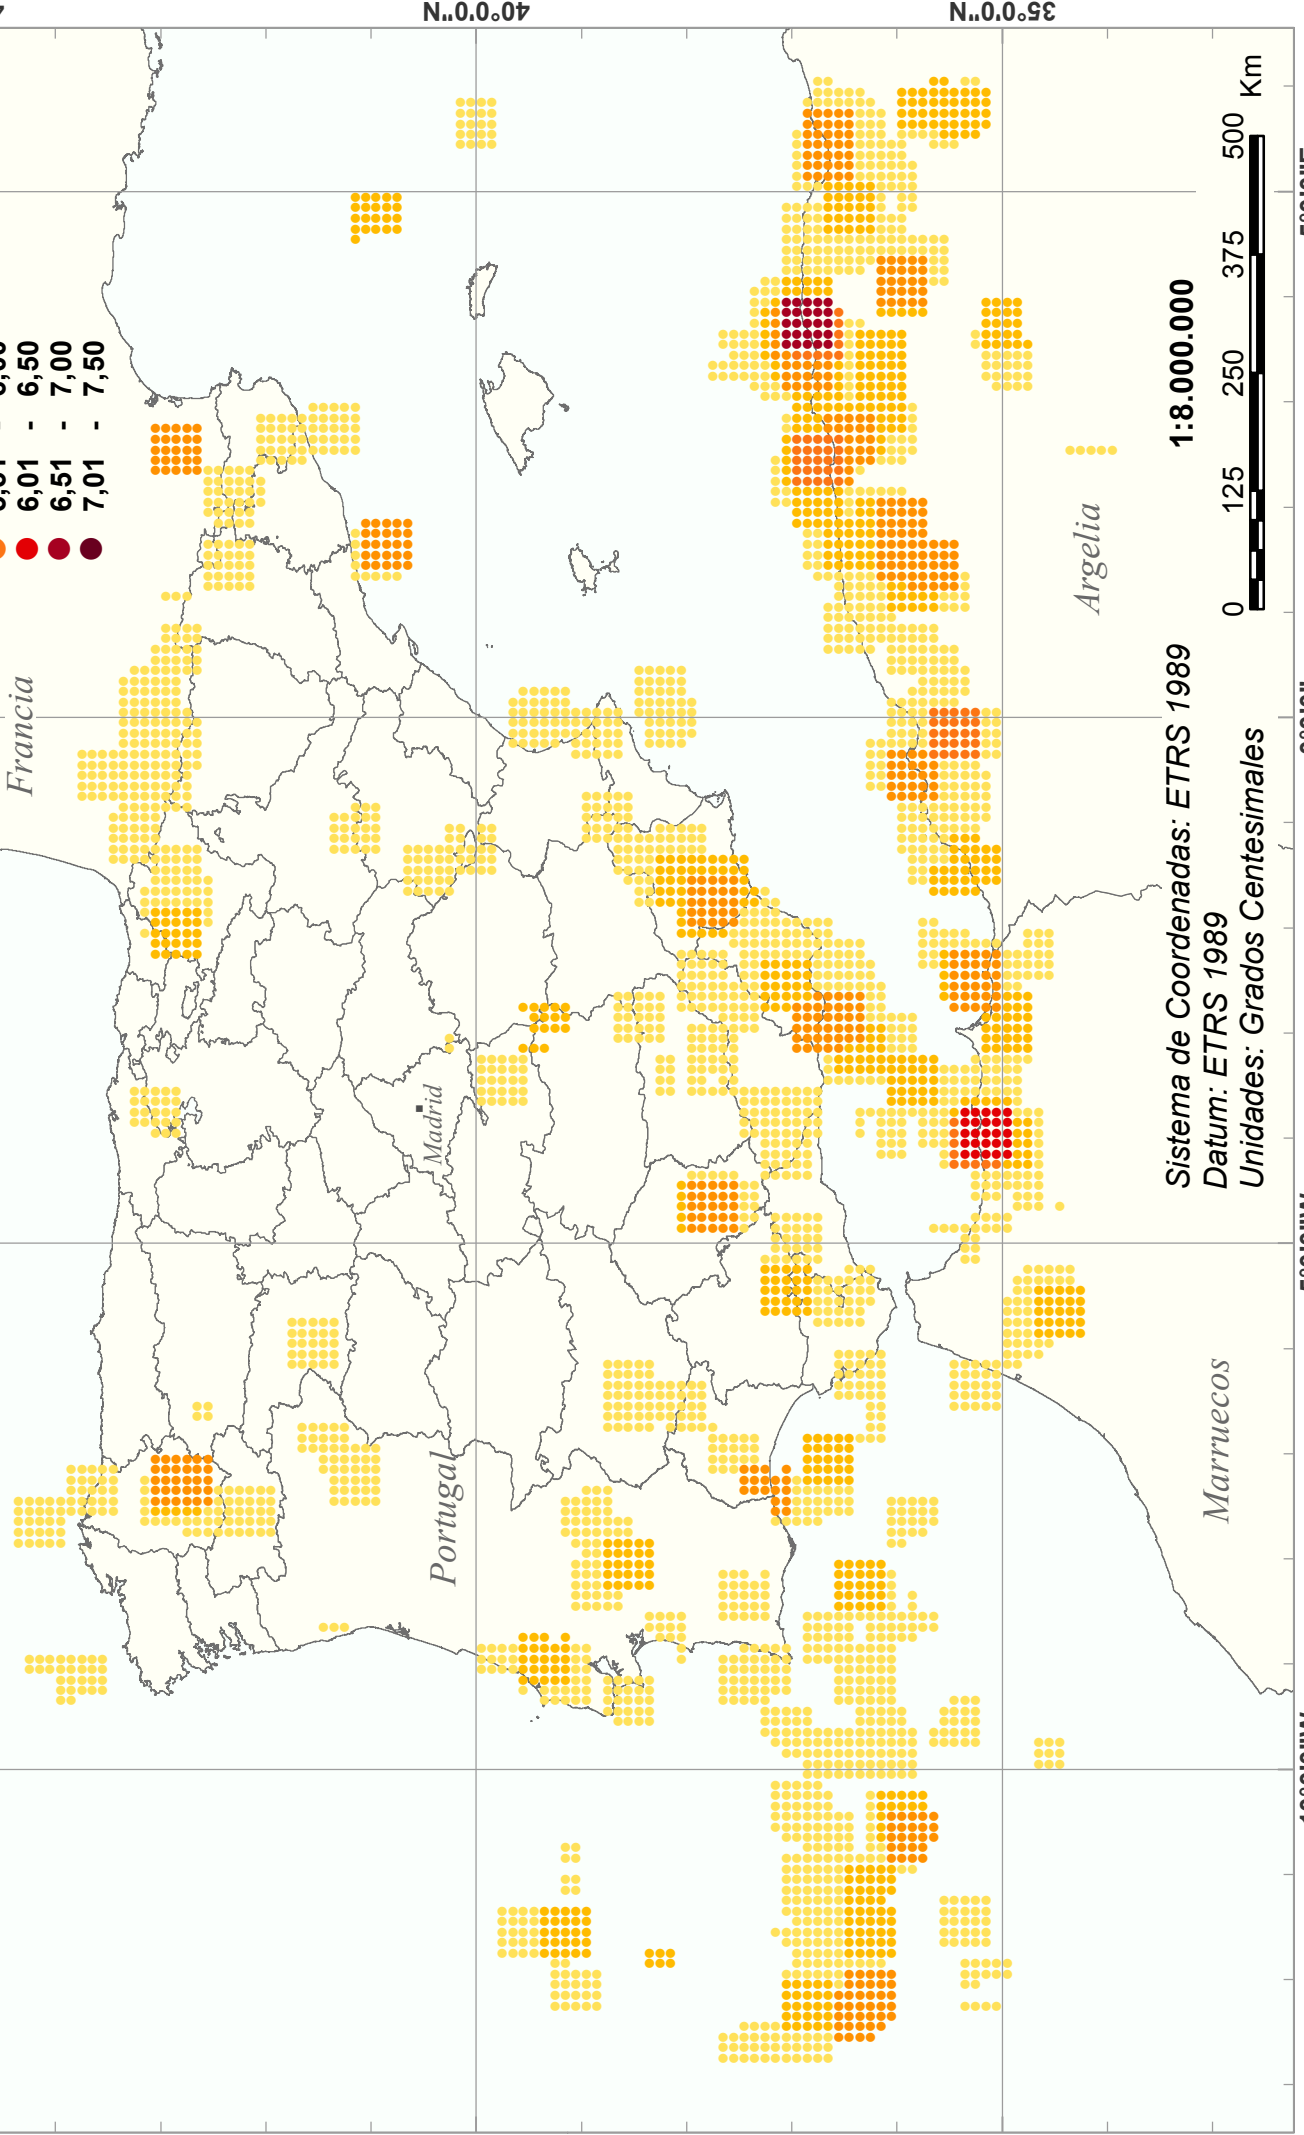 6,01 - 6,50
6,51 - 7,00
7,01 - 7,50
Francia
Madrid
Portugal
Argelia
Marruecos
40°0'0"N
35°0'0"N
1:8.000.000
0 125 250 375 500 Km
Sistema de Coordenadas: ETRS 1989
Datum: ETRS 1989
Unidades: Grados Centesimales